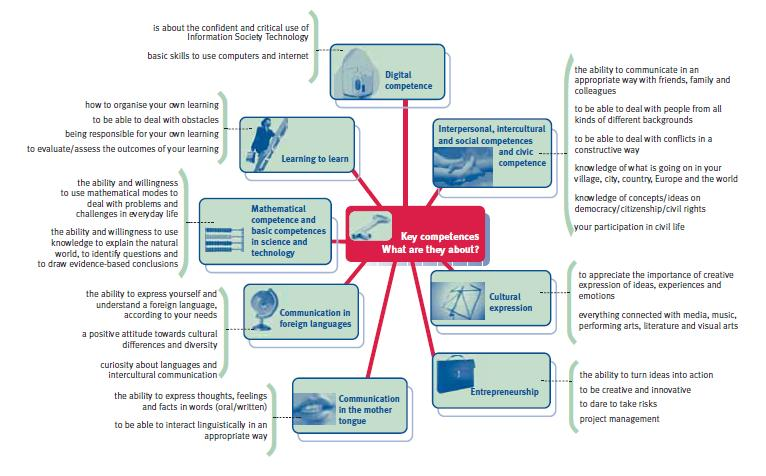 is about the confident and critical use of
Information Society Technology
basic skills to use computers and internet
Digital
competence
how to organise your own learning
to be able to deal with obstacles
being responsible for your own learning
to evaluate/assess the outcomes of your learning
Learning to learn
the ability to communicate in an
appropriate way with friends, family and
colleagues
to be able to deal with people from all
kinds of different backgrounds
to be able to deal with conflicts in a
constructive way
knowledge of what is going on in your
village, city, country, Europe and the world
knowledge of concepts/ideas on
democracy/citizenship/civil rights
your participation in civil life
Interpersonal, intercultural
and social competences
and civic
competence
the ability and willingness
to use mathematical modes to
deal with problems and
challenges in everyday life
the ability and willingness to use
knowledge to explain the natural
world, to identify questions and
to draw evidence-based conclusions
Mathematical
competence and
basic competences
in science and
technology
Key competences
What are they about?
the ability to express yourself and
understand a foreign language,
according to your needs
a positive attitude towards cultural
differences and diversity
curiosity about languages and
intercultural communication
Communication in
foreign languages
Cultural
expression
to appreciate the importance of creative
expression of ideas, experiences and
emotions
everything connected with media, music,
performing arts, literature and visual arts
the ability to express thoughts, feelings
and facts in words (oral/written)
to be able to interact linguistically in an
appropriate way
Communication
in the mother
tongue
Entrepreneurship
the ability to turn ideas into action
to be creative and innovative
to dare to take risks
project management